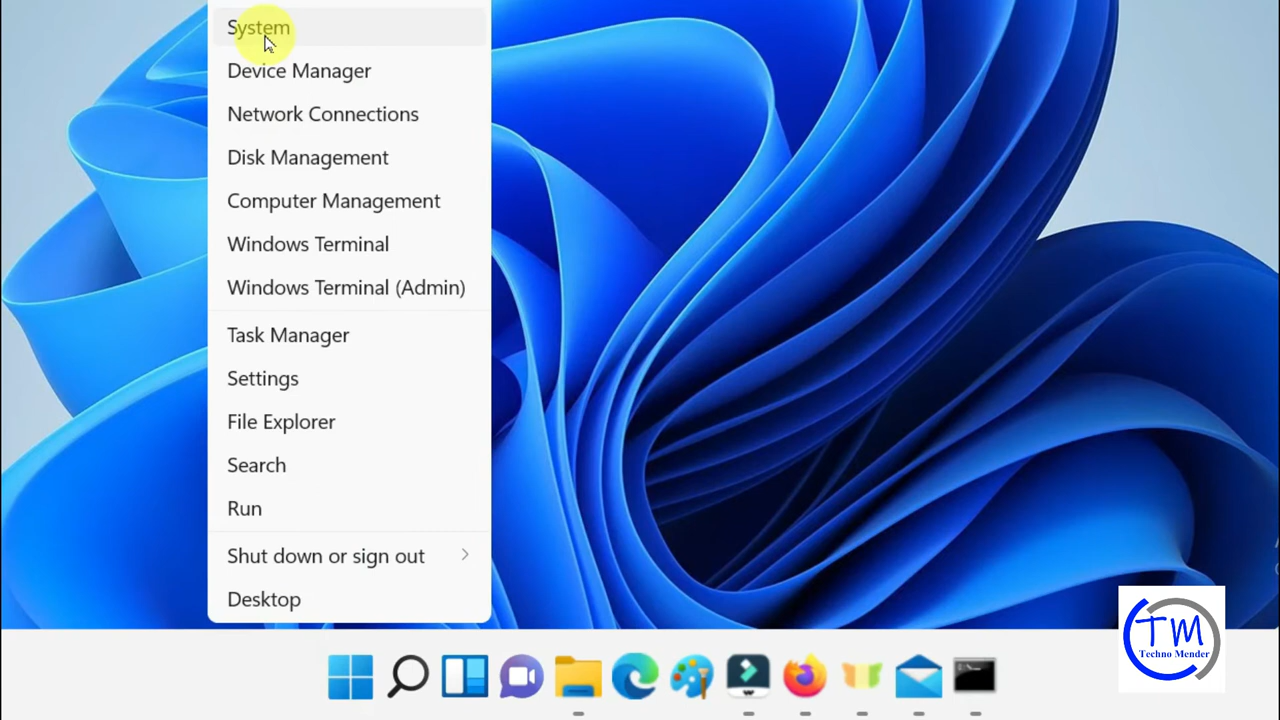 System
Device Manager
Network Connections
Disk Management
Computer Management
Windows Terminal
Windows Terminal (Admin)
Task Manager
Settings
File Explorer
Search
Run
Shut down or sign out
Desktop
TM
Techno Mender